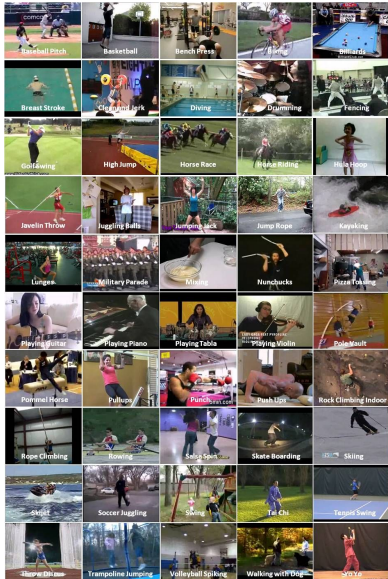 Baseball Pitch
Basketball
Bench Press
Biking
Billiards
Breast Stroke
Clean and Jerk
Diving
Drumming
Fencing
Golf Swing
High Jump
Horse Race
Horse Riding
Hula Hoop
Javelin Throw
Juggling Balls
Jumping Jack
Jump Rope
Kayaking
Lunges
Military Parade
Mixing
Nunchucks
Pizza Tossing
Playing Guitar
Playing Piano
Playing Tabla
Playing Violin
Pole Vault
Pommel Horse
Pullups
Punch
Push Ups
Rock Climbing Indoor
Rope Climbing
Rowing
Salsa Spin
Skate Boarding
Skiing
Skijet
Soccer Juggling
Swing
Tai Chi
Tennis Swing
Throw Discus
Trampoline Jumping
Volleyball Spiking
Walking with Dog
Yo Yo